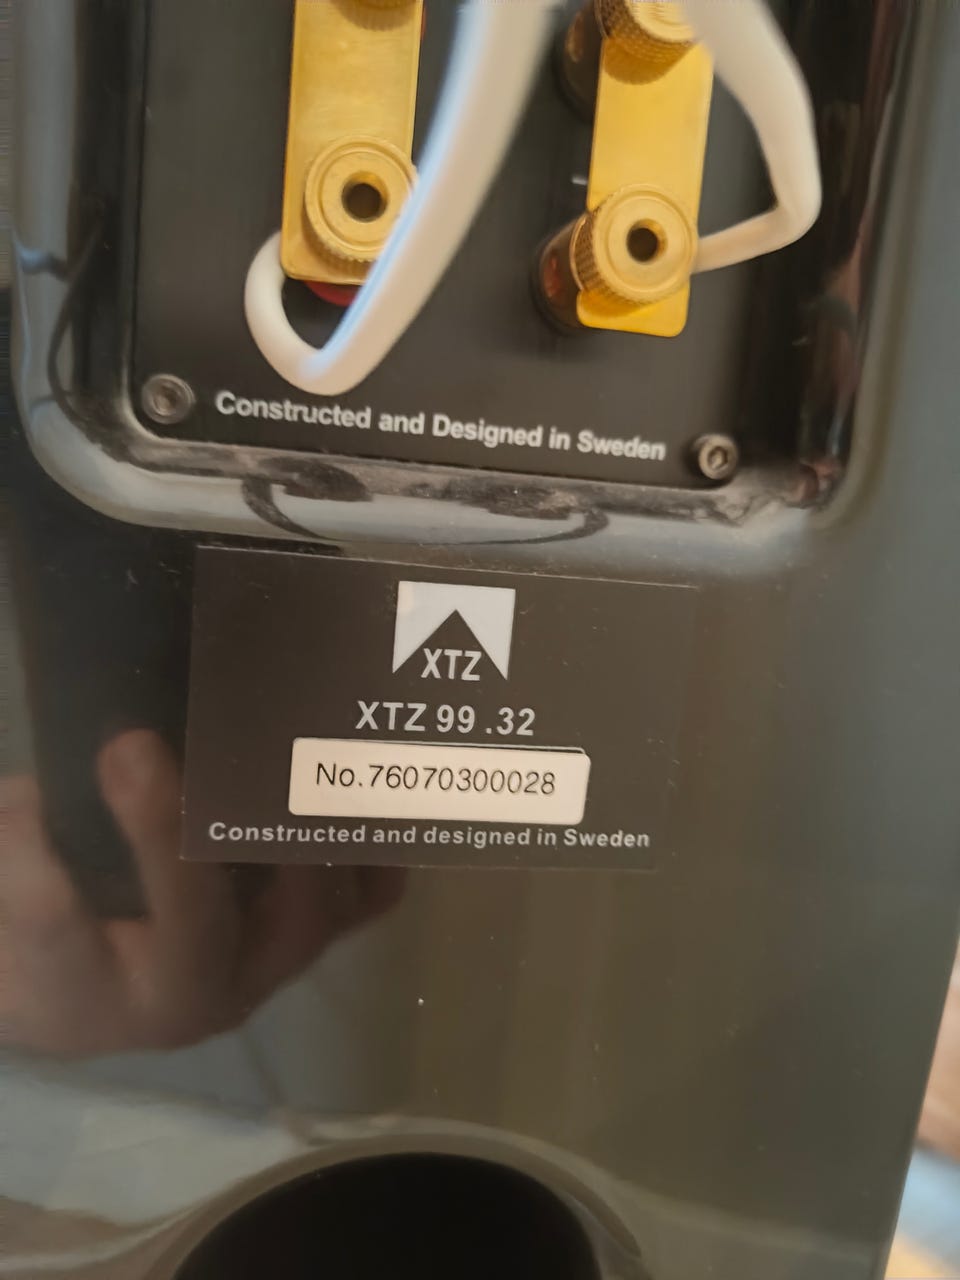 Constructed and Designed in Sweden
XTZ
XTZ 99 .32
No.76070300028
Constructed and designed in Sweden